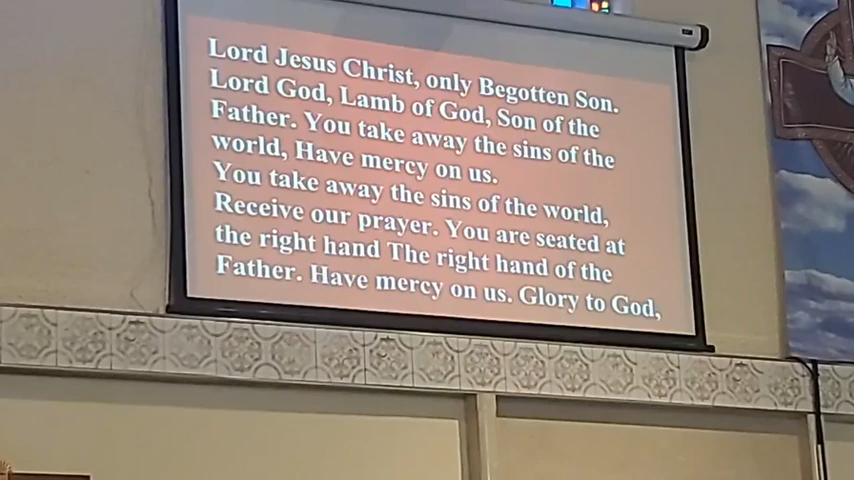 Lord Jesus Christ, only Begotten Son.
Lord God, Lamb of God, Son of the
Father. You take away the sins of the
world, Have mercy on us.
You take away the sins of the world,
Receive our prayer. You are seated at
the right hand The right hand of the
Father. Have mercy on us. Glory to God,